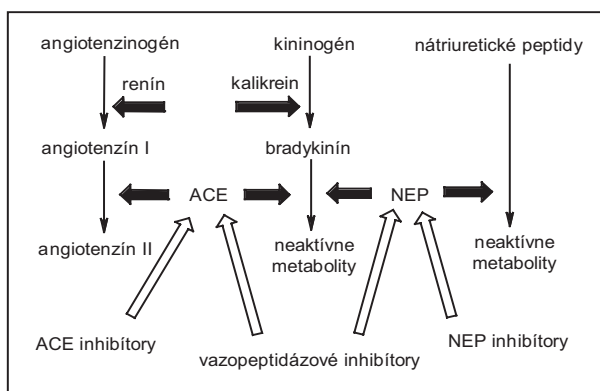 angiotenzinogén kininogén nátriuretické peptidy
renín kalikrein
angiotenzín I bradykinín
ACE NEP
angiotenzín II neaktívne metabolity neaktívne metabolity
ACE inhibítory vazopeptidázové inhibítory NEP inhibítory